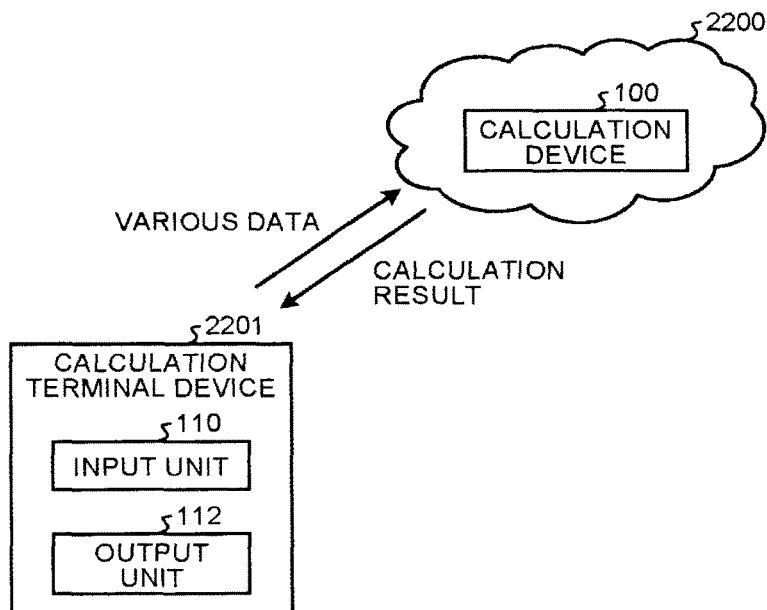 2200
100
CALCULATION
DEVICE
VARIOUS DATA
CALCULATION
RESULT
2201
CALCULATION
TERMINAL DEVICE
110
INPUT UNIT
112
OUTPUT
UNIT